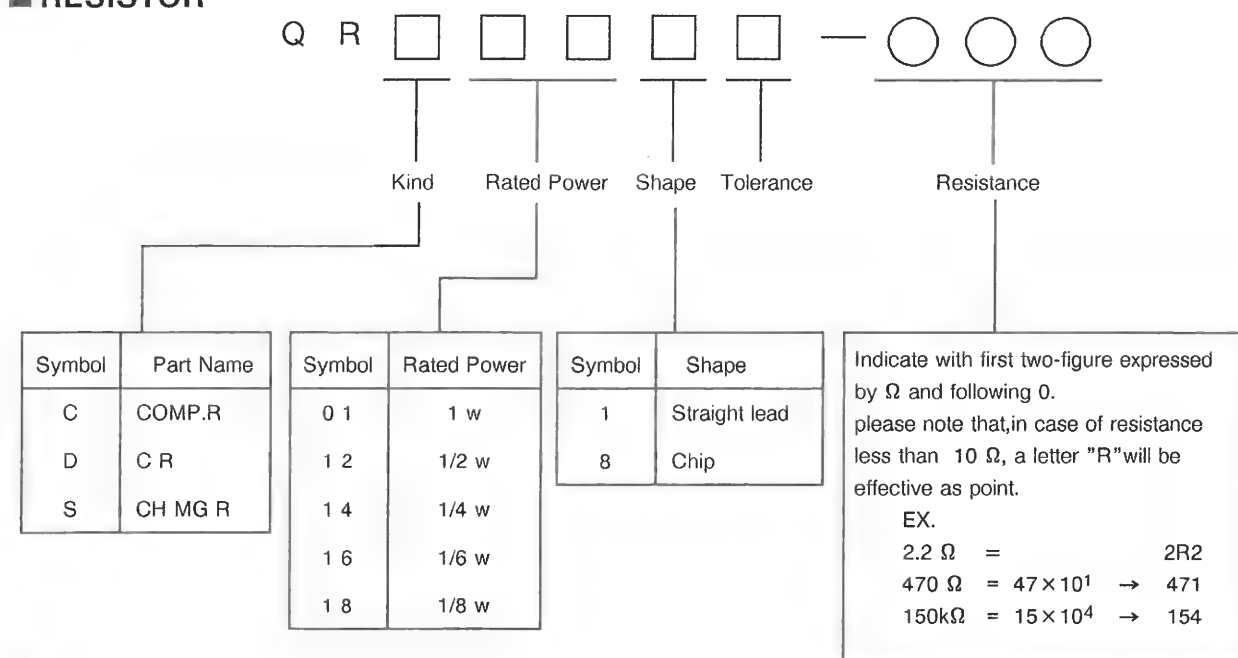 RESISTOR
Q R □ □ □ □ □ — ○ ○ ○
Kind Rated Power Shape Tolerance Resistance
Symbol Part Name
C COMP.R
D C R
S CH MG R
Symbol Rated Power
0 1 1 w
1 2 1/2 w
1 4 1/4 w
1 6 1/6 w
1 8 1/8 w
Symbol Shape
1 Straight lead
8 Chip
Indicate with first two-figure expressed
by Ω and following 0.
please note that,in case of resistance
less than 10 Ω, a letter "R"will be
effective as point.
EX.
2.2 Ω = 2R2
470 Ω = 47×10¹ → 471
150kΩ = 15×10⁴ → 154